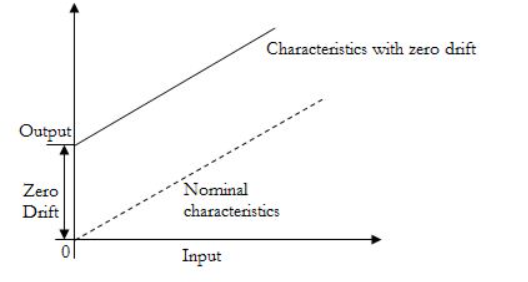 Characteristics with zero drift
Output
Zero
Drift
Nominal
characteristics
0
Input